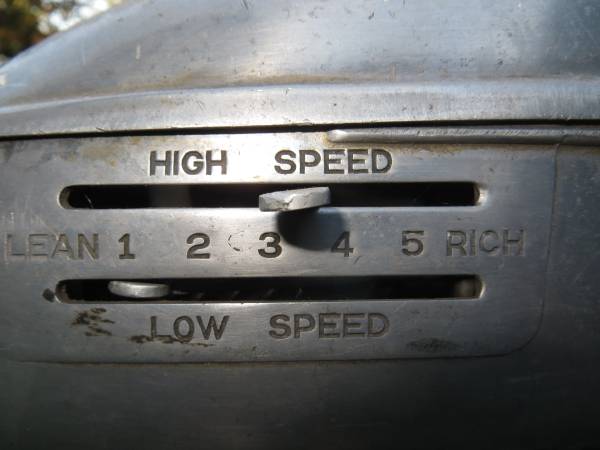 HIGH SPEED
LEAN 1 2 3 4 5 RICH
LOW SPEED